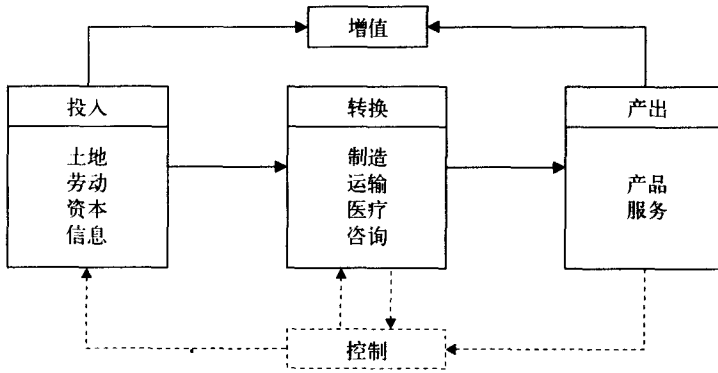 增值
投入
土地
劳动
资本
信息
转换
制造
运输
医疗
咨询
产出
产品
服务
控制